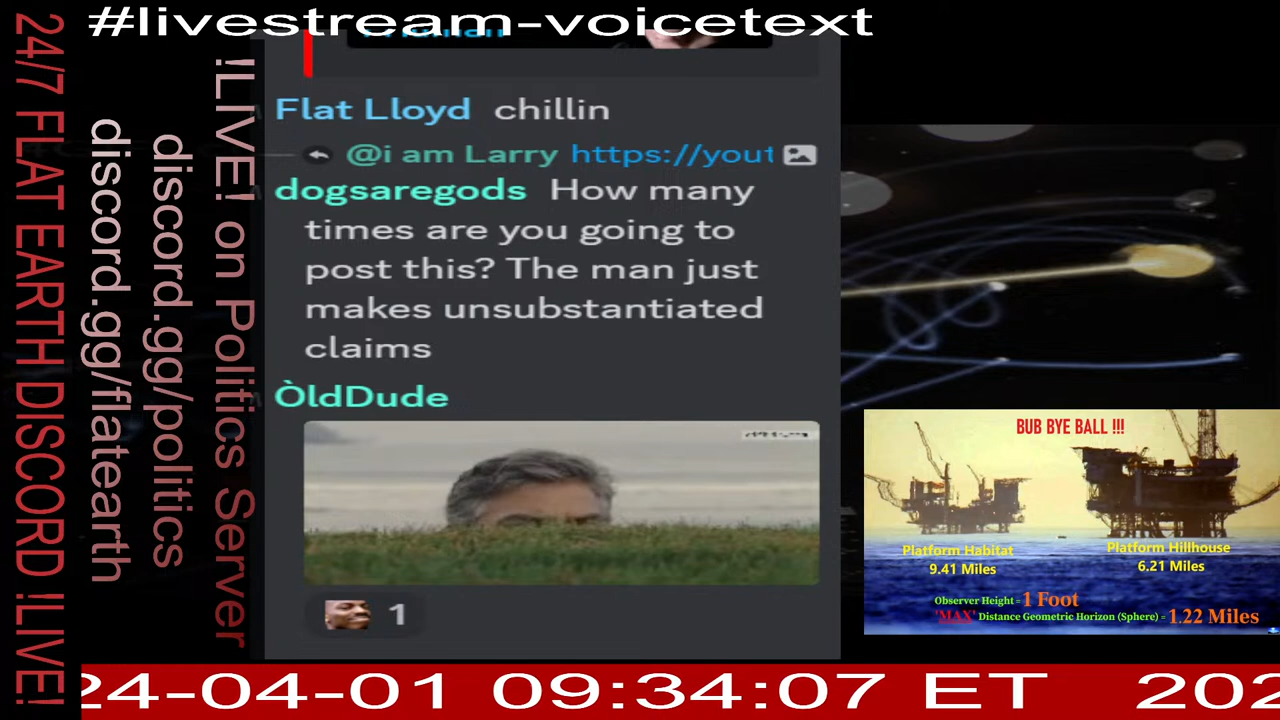 #livestream-voicetext
24/7 FLAT EARTH DISCORD !LIVE!
discord.gg/flatearth
discord.gg/politics
!LIVE! on Politics Server
Flat Lloyd chillin
@i am Larry https://yout
dogsaregods How many
times are you going to
post this? The man just
makes unsubstantiated
claims
ÒldDude
1
BUB BYE BALL !!!
Platform Habitat
9.41 Miles
Platform Hillhouse
6.21 Miles
Observer Height = 1 Foot
'MAX' Distance Geometric Horizon (Sphere) = 1.22 Miles
24-04-01 09:34:07 ET 202